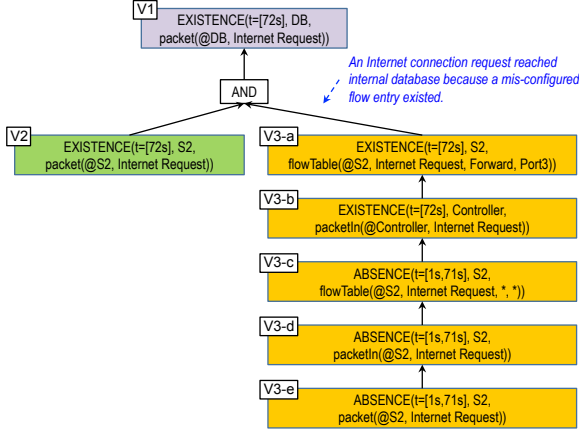 V1
EXISTENCE(t=[72s], DB,
packet(@DB, Internet Request))
An Internet connection request reached
internal database because a mis-configured
flow entry existed.
AND
V2
EXISTENCE(t=[72s], S2,
packet(@S2, Internet Request))
V3-a
EXISTENCE(t=[72s], S2,
flowTable(@S2, Internet Request, Forward, Port3))
V3-b
EXISTENCE(t=[72s], Controller,
packetIn(@Controller, Internet Request))
V3-c
ABSENCE(t=[1s,71s], S2,
flowTable(@S2, Internet Request, *, *))
V3-d
ABSENCE(t=[1s,71s], S2,
packetIn(@S2, Internet Request))
V3-e
ABSENCE(t=[1s,71s], S2,
packet(@S2, Internet Request))